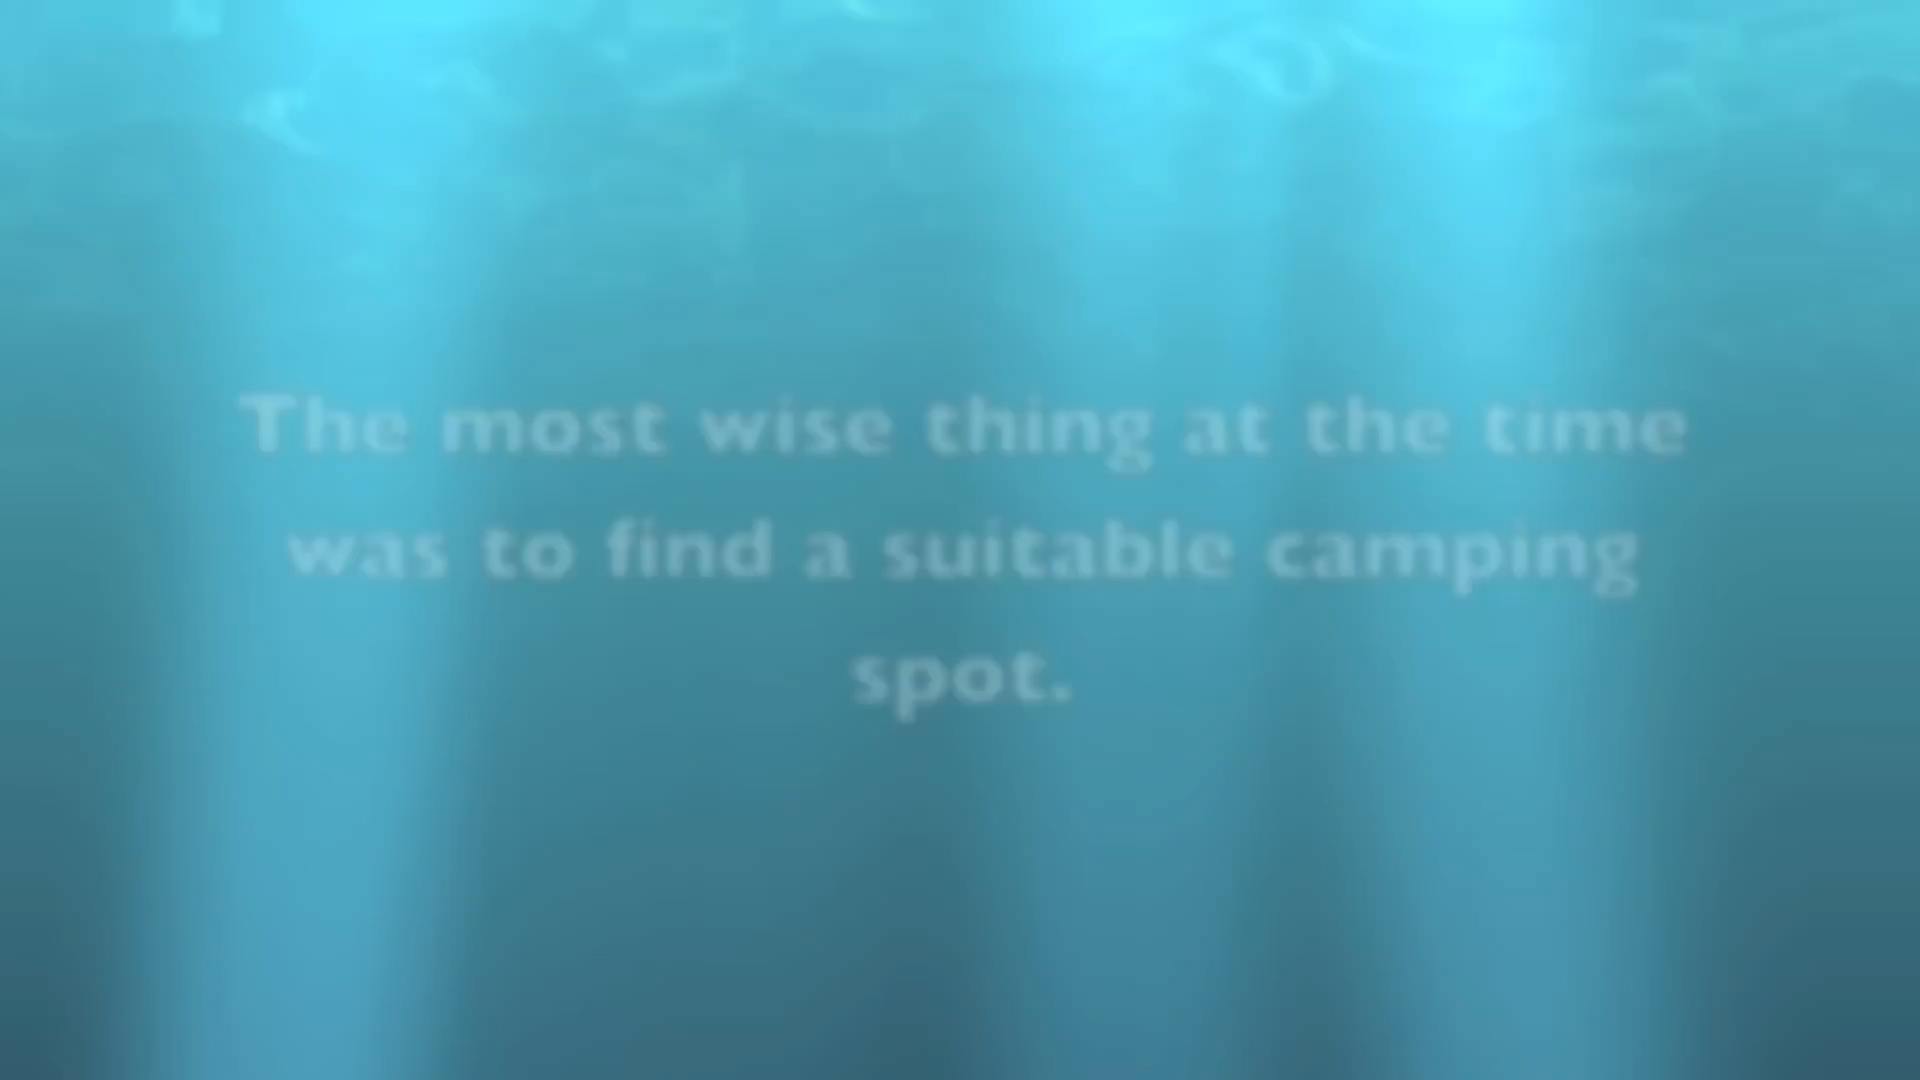 The most wise thing at the time
was to find a suitable camping
spot.